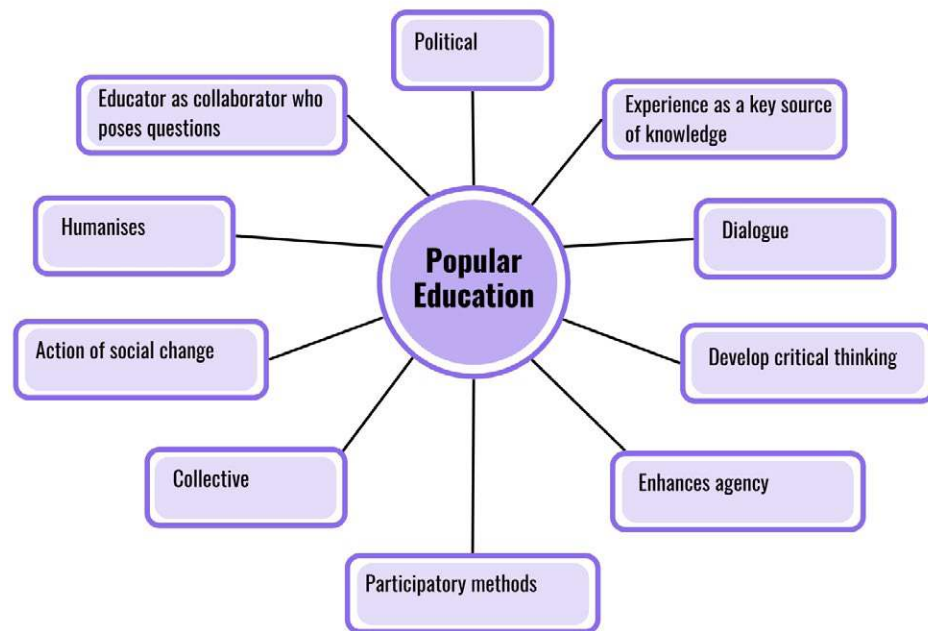 Political
Educator as collaborator who
poses questions
Experience as a key source
of knowledge
Humanises
Dialogue
Popular
Education
Action of social change
Develop critical thinking
Collective
Enhances agency
Participatory methods